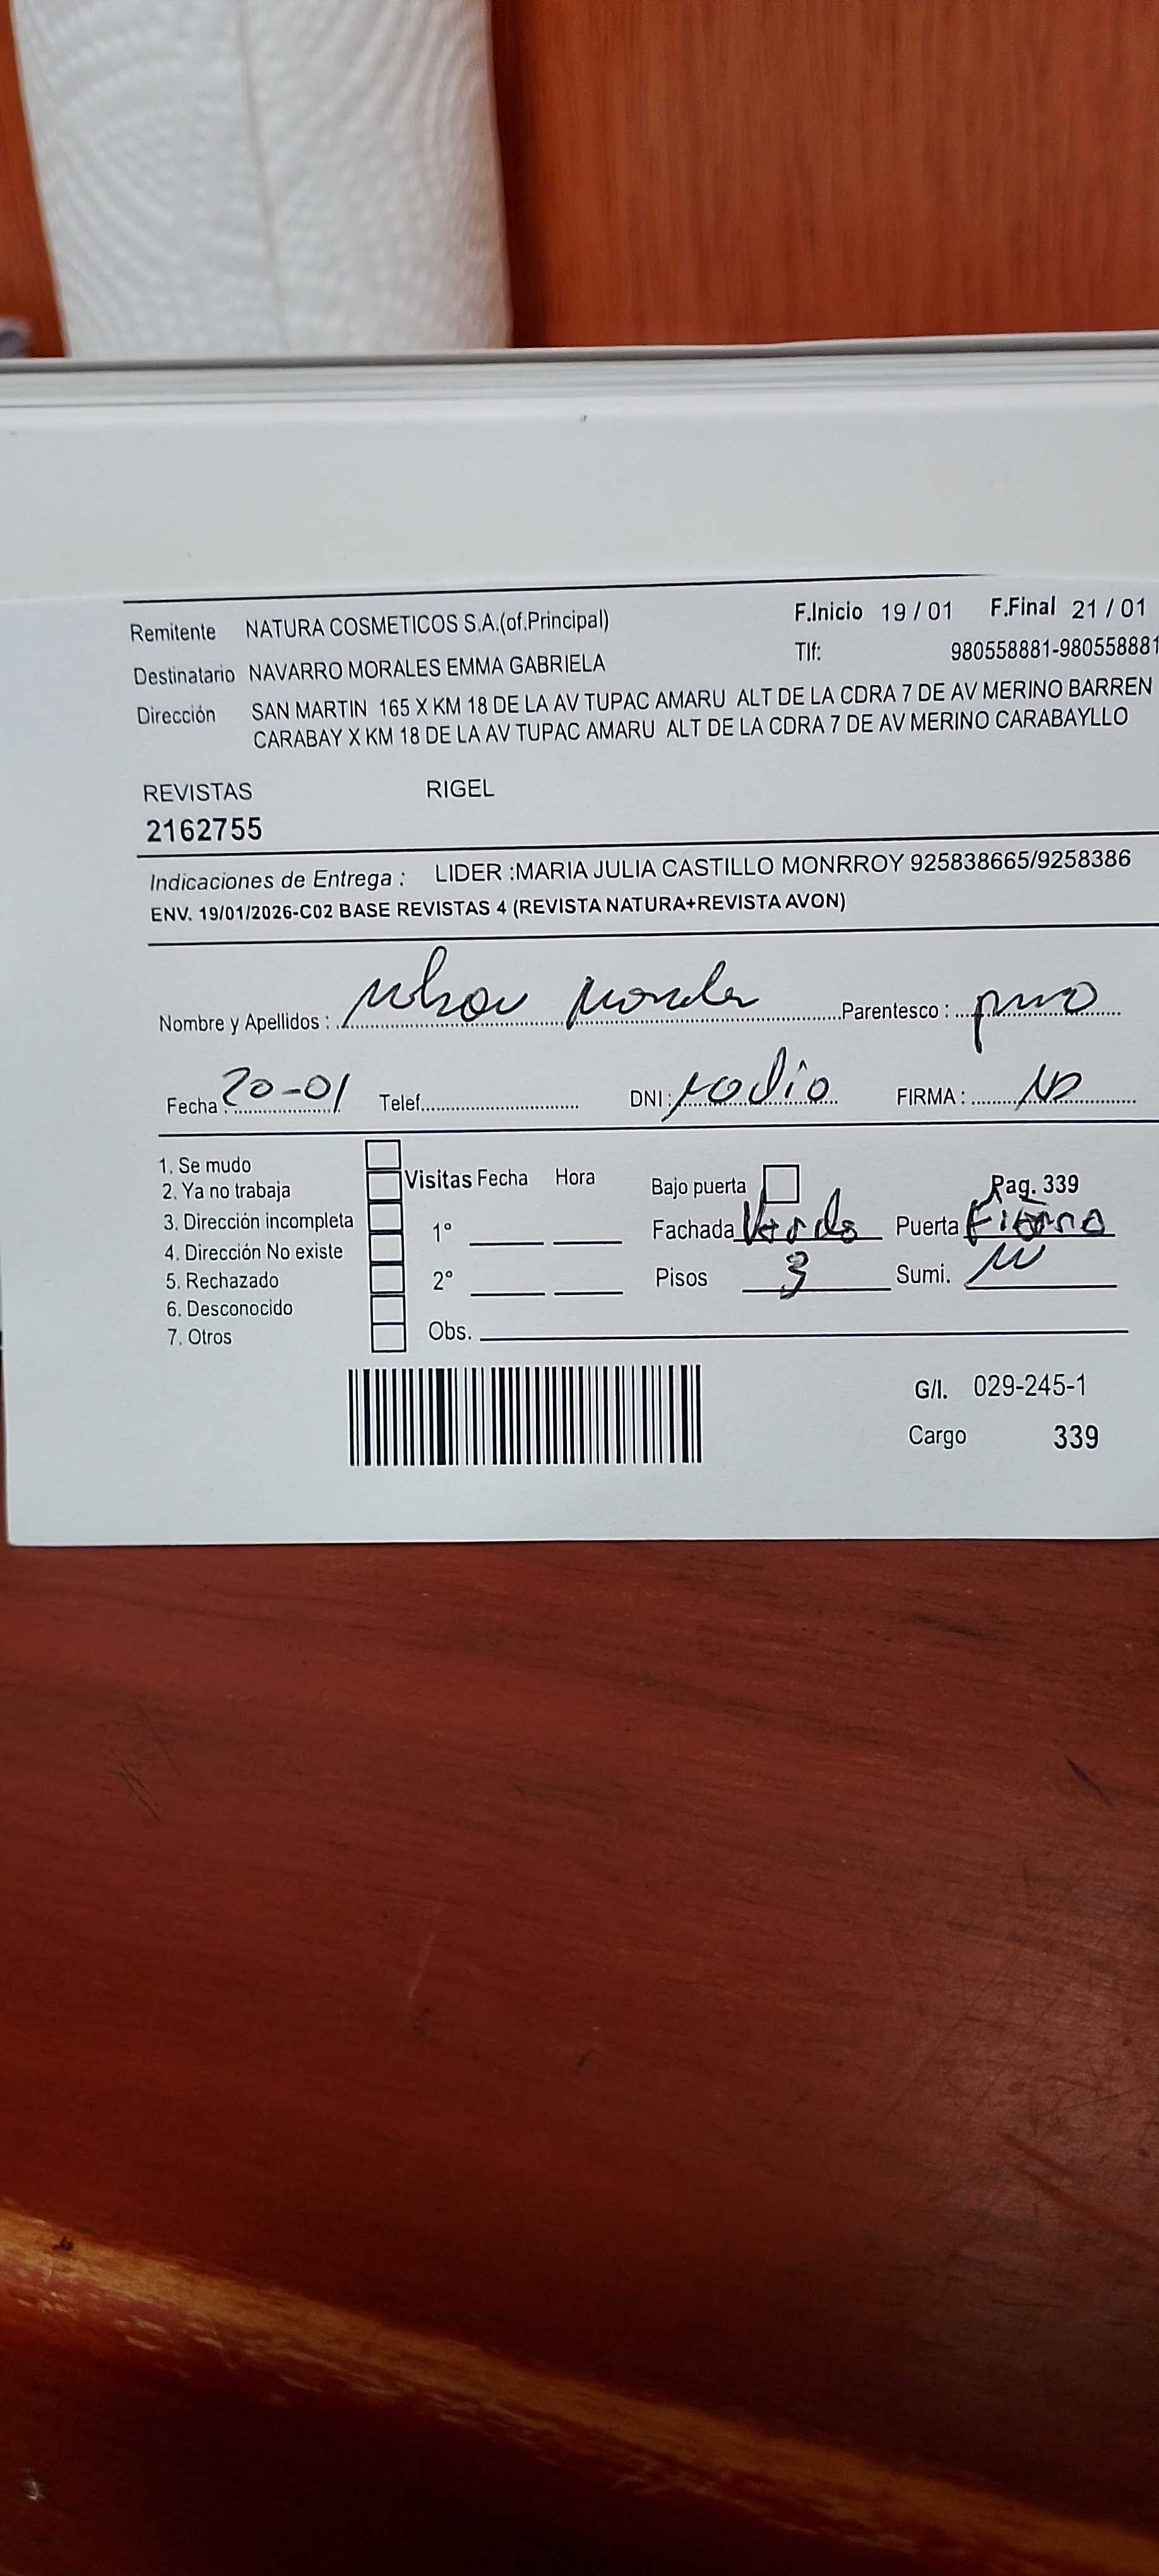 Remitente NATURA COSMETICOS S.A.(of.Principal) F.Inicio 19 / 01 F.Final 21 / 01
Destinatario NAVARRO MORALES EMMA GABRIELA Tlf: 980558881-980558881
Dirección SAN MARTIN 165 X KM 18 DE LA AV TUPAC AMARU ALT DE LA CDRA 7 DE AV MERINO BARREN
CARABAY X KM 18 DE LA AV TUPAC AMARU ALT DE LA CDRA 7 DE AV MERINO CARABAYLLO
REVISTAS RIGEL
2162755
Indicaciones de Entrega : LIDER :MARIA JULIA CASTILLO MONRROY 925838665/9258386
ENV. 19/01/2026-C02 BASE REVISTAS 4 (REVISTA NATURA+REVISTA AVON)
Nombre y Apellidos : Parentesco :
Fecha : 20-01 Telef. DNI : FIRMA :
1. Se mudo
2. Ya no trabaja
3. Dirección incompleta
4. Dirección No existe
5. Rechazado
6. Desconocido
7. Otros
Visitas Fecha Hora
1°
2°
Obs.
Bajo puerta Pag. 339
Fachada Verde Puerta Fierro
Pisos 3 Sumi.
G/I. 029-245-1
Cargo 339